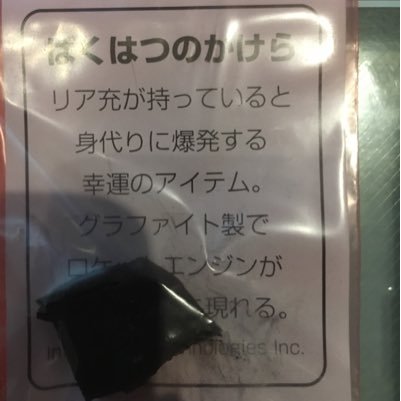 ばくはつのかけら
リア充が持っていると
身代りに爆発する
幸運のアイテム。
グラファイト製で
エンジンが
現れる。
Inc.